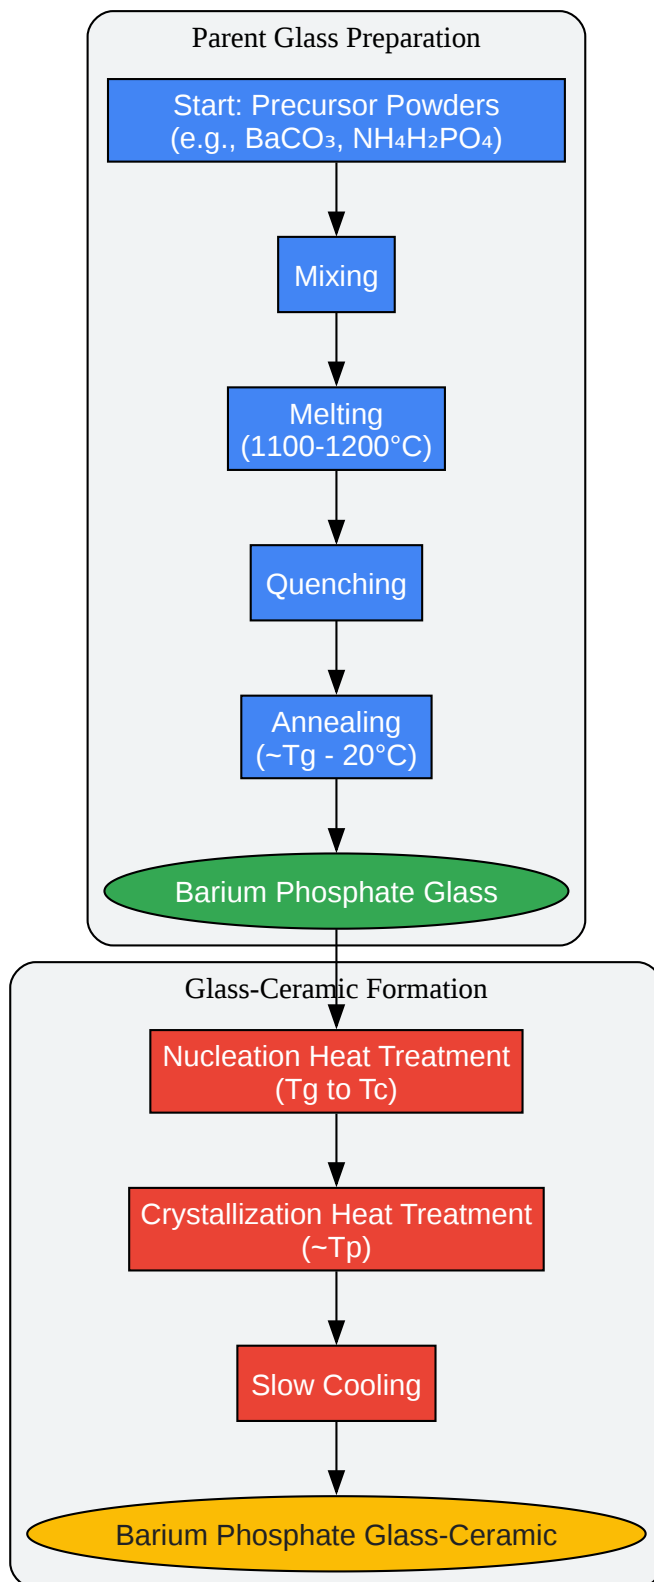 Parent Glass Preparation
Start: Precursor Powders
(e.g., BaCO₃, NH₄H₂PO₄)
Mixing
Melting
(1100-1200°C)
Quenching
Annealing
(~Tg - 20°C)
Barium Phosphate Glass
Glass-Ceramic Formation
Nucleation Heat Treatment
(Tg to Tc)
Crystallization Heat Treatment
(~Tp)
Slow Cooling
Barium Phosphate Glass-Ceramic